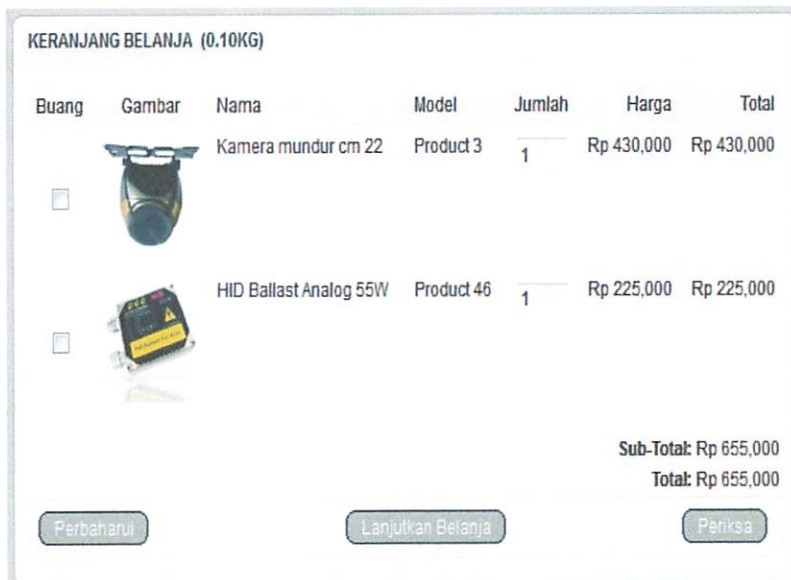 KERANJANG BELANJA (0.10KG)
Buang Gambar Nama Model Jumlah Harga Total
Kamera mundur cm 22 Product 3 1 Rp 430,000 Rp 430,000
HID Ballast Analog 55W Product 46 1 Rp 225,000 Rp 225,000
Sub-Total: Rp 655,000
Total: Rp 655,000
Perbaharui Lanjutkan Belanja Periksa